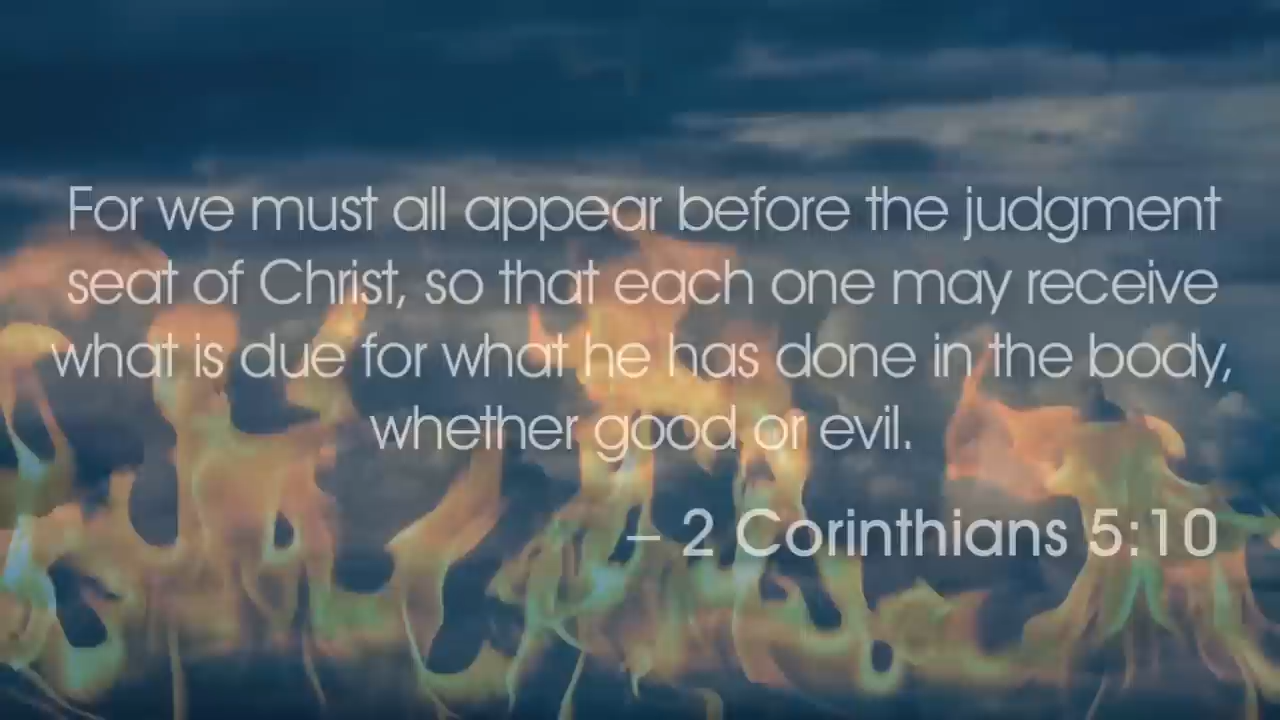 For we must all appear before the judgment
seat of Christ, so that each one may receive
what is due for what he has done in the body,
whether good or evil.
– 2 Corinthians 5:10